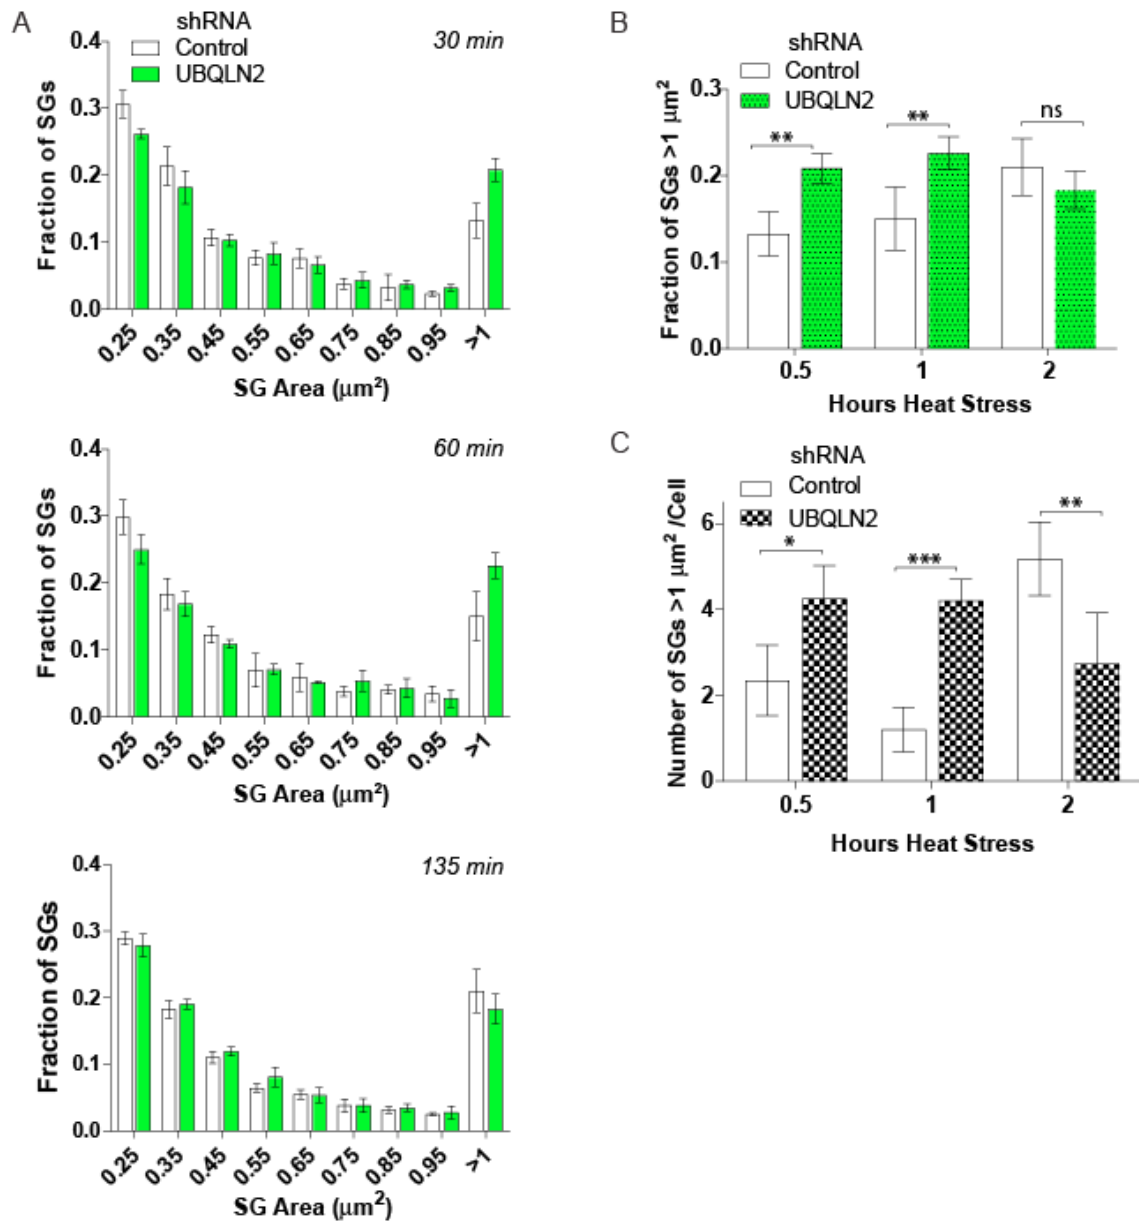 A
shRNA
Control
UBQLN2
30 min
Fraction of SGs
0.4
0.3
0.2
0.1
0.0
0.25
0.35
0.45
0.55
0.65
0.75
0.85
0.95
>1
SG Area (μm²)
60 min
Fraction of SGs
0.4
0.3
0.2
0.1
0.0
0.25
0.35
0.45
0.55
0.65
0.75
0.85
0.95
>1
SG Area (μm²)
135 min
Fraction of SGs
0.4
0.3
0.2
0.1
0.0
0.25
0.35
0.45
0.55
0.65
0.75
0.85
0.95
>1
SG Area (μm²)
B
shRNA
Control
UBQLN2
Fraction of SGs >1 μm²
0.3
0.2
0.1
0.0
**
**
ns
0.5
1
2
Hours Heat Stress
C
shRNA
Control
UBQLN2
Number of SGs >1 μm² /Cell
6
4
2
0
*
***
**
0.5
1
2
Hours Heat Stress